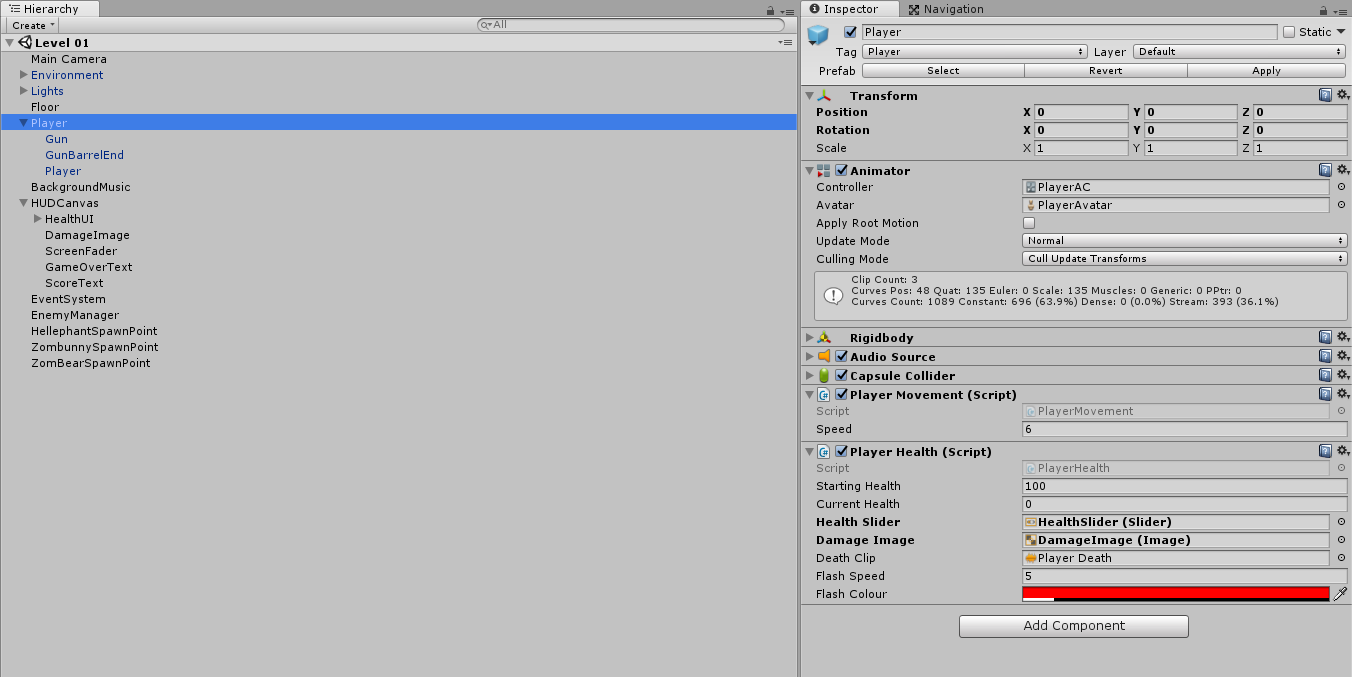 Hierarchy
Create All
Level 01
Main Camera
Environment
Lights
Floor
Player
Gun
GunBarrelEnd
Player
BackgroundMusic
HUDCanvas
HealthUI
DamageImage
ScreenFader
GameOverText
ScoreText
EventSystem
EnemyManager
HellephantSpawnPoint
ZombunnySpawnPoint
ZomBearSpawnPoint
Inspector Navigation
Player Static
Tag Player Layer Default
Prefab Select Revert Apply
Transform
Position X 0 Y 0 Z 0
Rotation X 0 Y 0 Z 0
Scale X 1 Y 1 Z 1
Animator
Controller PlayerAC
Avatar PlayerAvatar
Apply Root Motion
Update Mode Normal
Culling Mode Cull Update Transforms
Clip Count: 3
Curves Pos: 48 Quat: 135 Euler: 0 Scale: 135 Muscles: 0 Generic: 0 PPtr: 0
Curves Count: 1089 Constant: 696 (63.9%) Dense: 0 (0.0%) Stream: 393 (36.1%)
Rigidbody
Audio Source
Capsule Collider
C# Player Movement (Script)
Script PlayerMovement
Speed 6
C# Player Health (Script)
Script PlayerHealth
Starting Health 100
Current Health 0
Health Slider HealthSlider (Slider)
Damage Image DamageImage (Image)
Death Clip Player Death
Flash Speed 5
Flash Colour
Add Component